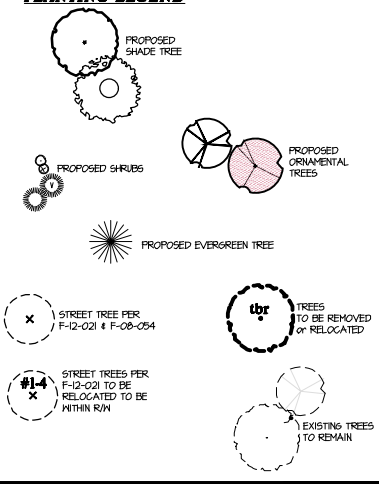 PLANTING LEGEND
PROPOSED
SHADE TREE
PROPOSED
ORNAMENTAL
TREES
PROPOSED SHRUBS
V
PROPOSED EVERGREEN TREE
STREET TREE PER
F-12-021 & F-08-054
tbr
TREES
TO BE REMOVED
or RELOCATED
#1-4
STREET TREES PER
F-12-021 TO BE
RELOCATED TO BE
WITHIN R/W
EXISTING TREES
TO REMAIN